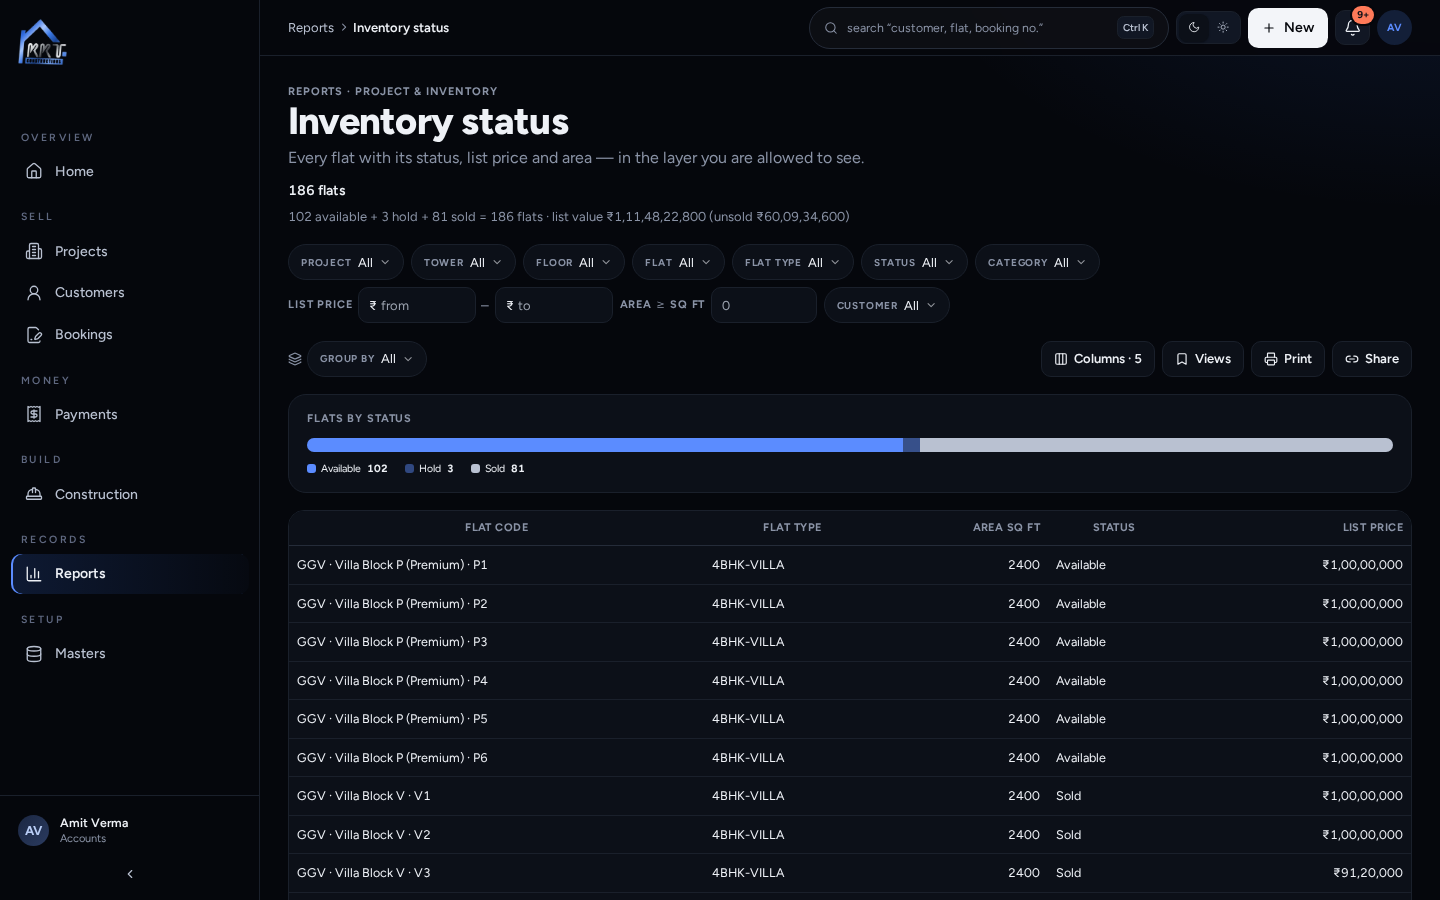 Reports > Inventory status
search “customer, flat, booking no.”
Ctrl K
New
9+
AV
OVERVIEW
Home
SELL
Projects
Customers
Bookings
MONEY
Payments
BUILD
Construction
RECORDS
Reports
SETUP
Masters
AV
Amit Verma
Accounts
REPORTS · PROJECT & INVENTORY
Inventory status
Every flat with its status, list price and area — in the layer you are allowed to see.
186 flats
102 available + 3 hold + 81 sold = 186 flats · list value ₹1,11,48,22,800 (unsold ₹60,09,34,600)
PROJECT All TOWER All FLOOR All FLAT All FLAT TYPE All STATUS All CATEGORY All
LIST PRICE ₹ from – ₹ to AREA ≥ SQ FT 0 CUSTOMER All
GROUP BY All Columns · 5 Views Print Share
FLATS BY STATUS
Available 102 Hold 3 Sold 81
FLAT CODE FLAT TYPE AREA SQ FT STATUS LIST PRICE
GGV · Villa Block P (Premium) · P1 4BHK-VILLA 2400 Available ₹1,00,00,000
GGV · Villa Block P (Premium) · P2 4BHK-VILLA 2400 Available ₹1,00,00,000
GGV · Villa Block P (Premium) · P3 4BHK-VILLA 2400 Available ₹1,00,00,000
GGV · Villa Block P (Premium) · P4 4BHK-VILLA 2400 Available ₹1,00,00,000
GGV · Villa Block P (Premium) · P5 4BHK-VILLA 2400 Available ₹1,00,00,000
GGV · Villa Block P (Premium) · P6 4BHK-VILLA 2400 Available ₹1,00,00,000
GGV · Villa Block V · V1 4BHK-VILLA 2400 Sold ₹1,00,00,000
GGV · Villa Block V · V2 4BHK-VILLA 2400 Sold ₹1,00,00,000
GGV · Villa Block V · V3 4BHK-VILLA 2400 Sold ₹91,20,000